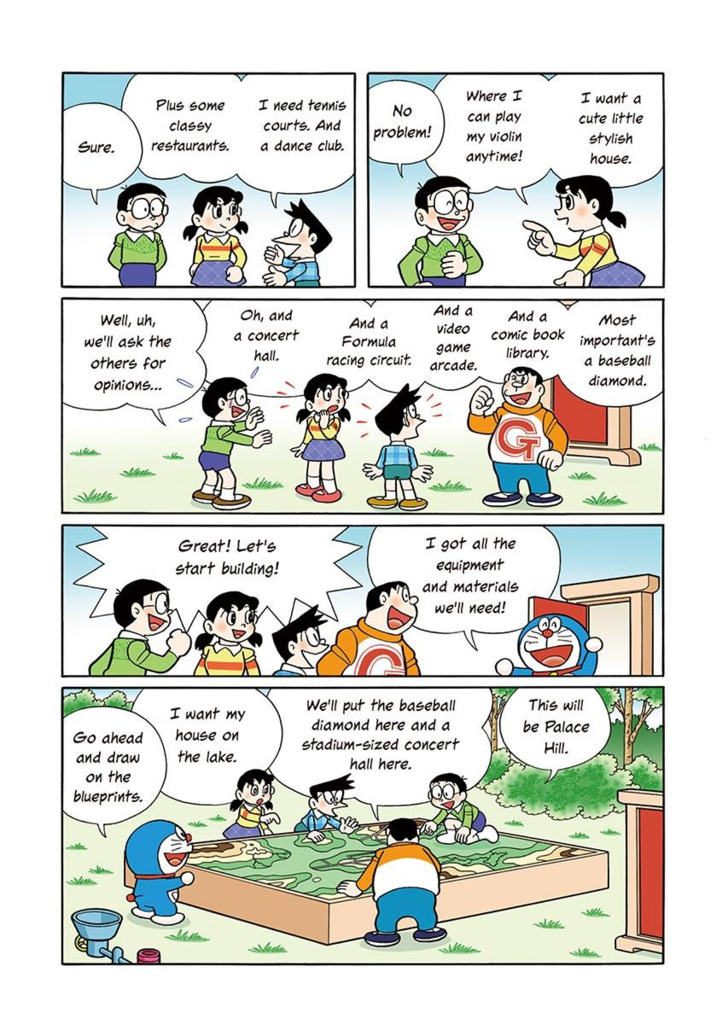 I want a
cute little
stylish
house.
Where I
can play
my violin
anytime!
No
problem!
I need tennis
courts. And
a dance club.
Plus some
classy
restaurants.
Sure.
Most
important's
a baseball
diamond.
And a
comic book
library.
And a
video
game
arcade.
And a
Formula
racing circuit.
Oh, and
a concert
hall.
Well, uh,
we'll ask the
others for
opinions...
G
I got all the
equipment
and materials
we'll need!
Great! Let's
start building!
G
This will
be Palace
Hill.
We'll put the baseball
diamond here and a
stadium-sized concert
hall here.
I want my
house on
the lake.
Go ahead
and draw
on the
blueprints.